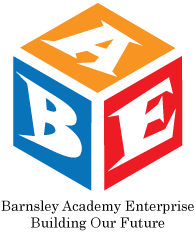 A
B E
Barnsley Academy Enterprise
Building Our Future